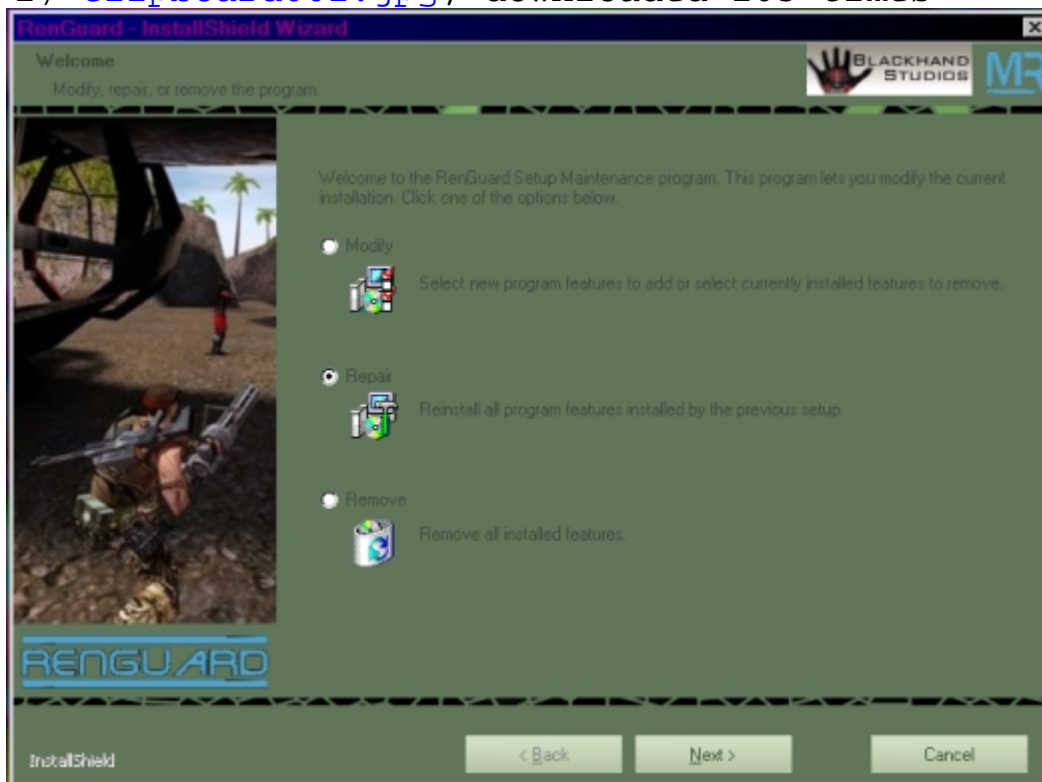 RenGuard - InstallShield Wizard
Welcome
Modify, repair, or remove the program.
BLACKHAND
STUDIOS
MR
Welcome to the RenGuard Setup Maintenance program. This program lets you modify the current
installation. Click one of the options below.
Modify
Select new program features to add or select currently installed features to remove.
Repair
Reinstall all program features installed by the previous setup.
Remove
Remove all installed features.
RENGUARD
InstallShield
< Back
Next >
Cancel